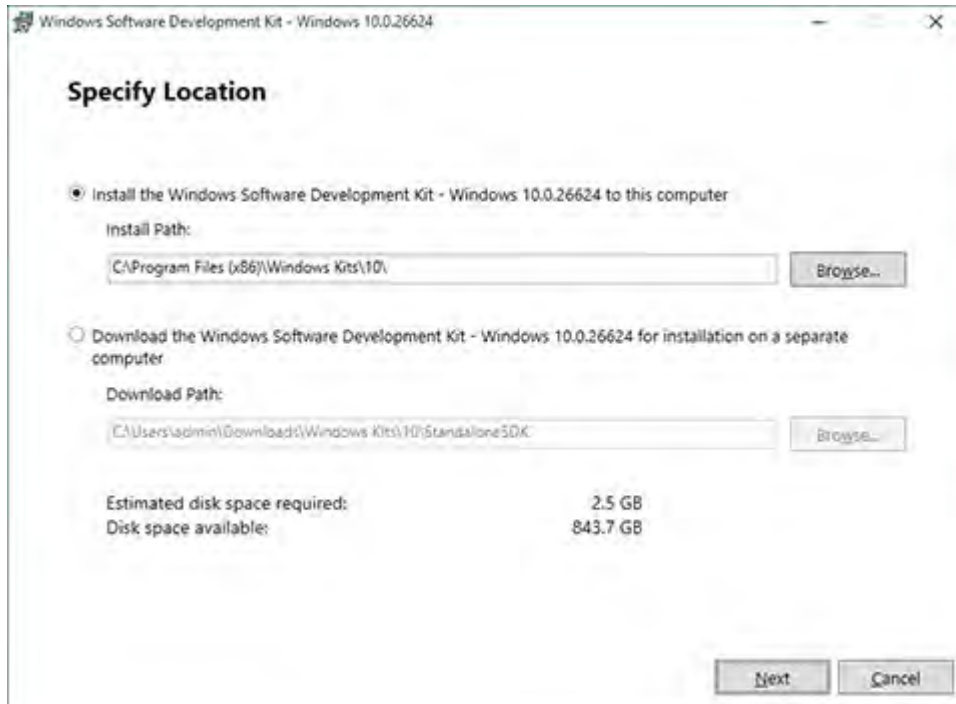 Windows Software Development Kit - Windows 10.0.26624
Specify Location
Install the Windows Software Development Kit - Windows 10.0.26624 to this computer
Install Path:
C:\Program Files (x86)\Windows Kits\10\
Browse...
Download the Windows Software Development Kit - Windows 10.0.26624 for installation on a separate
computer
Download Path:
C:\Users\admin\Downloads\Windows Kits\10\StandaloneSDK
Browse...
Estimated disk space required: 2.5 GB
Disk space available: 843.7 GB
Next
Cancel